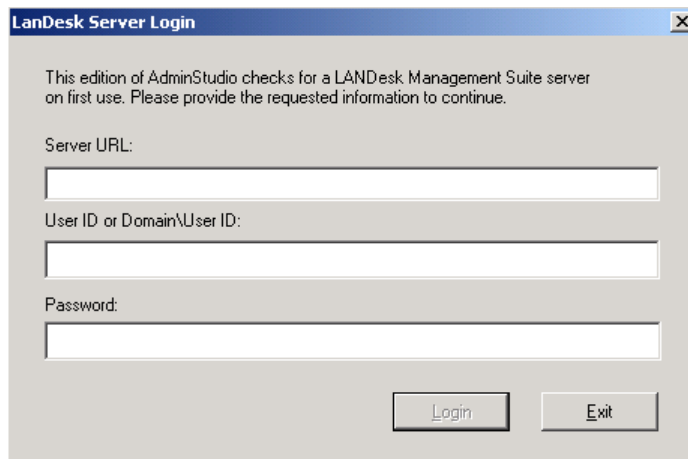 LanDesk Server Login
This edition of AdminStudio checks for a LANDesk Management Suite server
on first use. Please provide the requested information to continue.
Server URL:
User ID or Domain\User ID:
Password:
Login
Exit